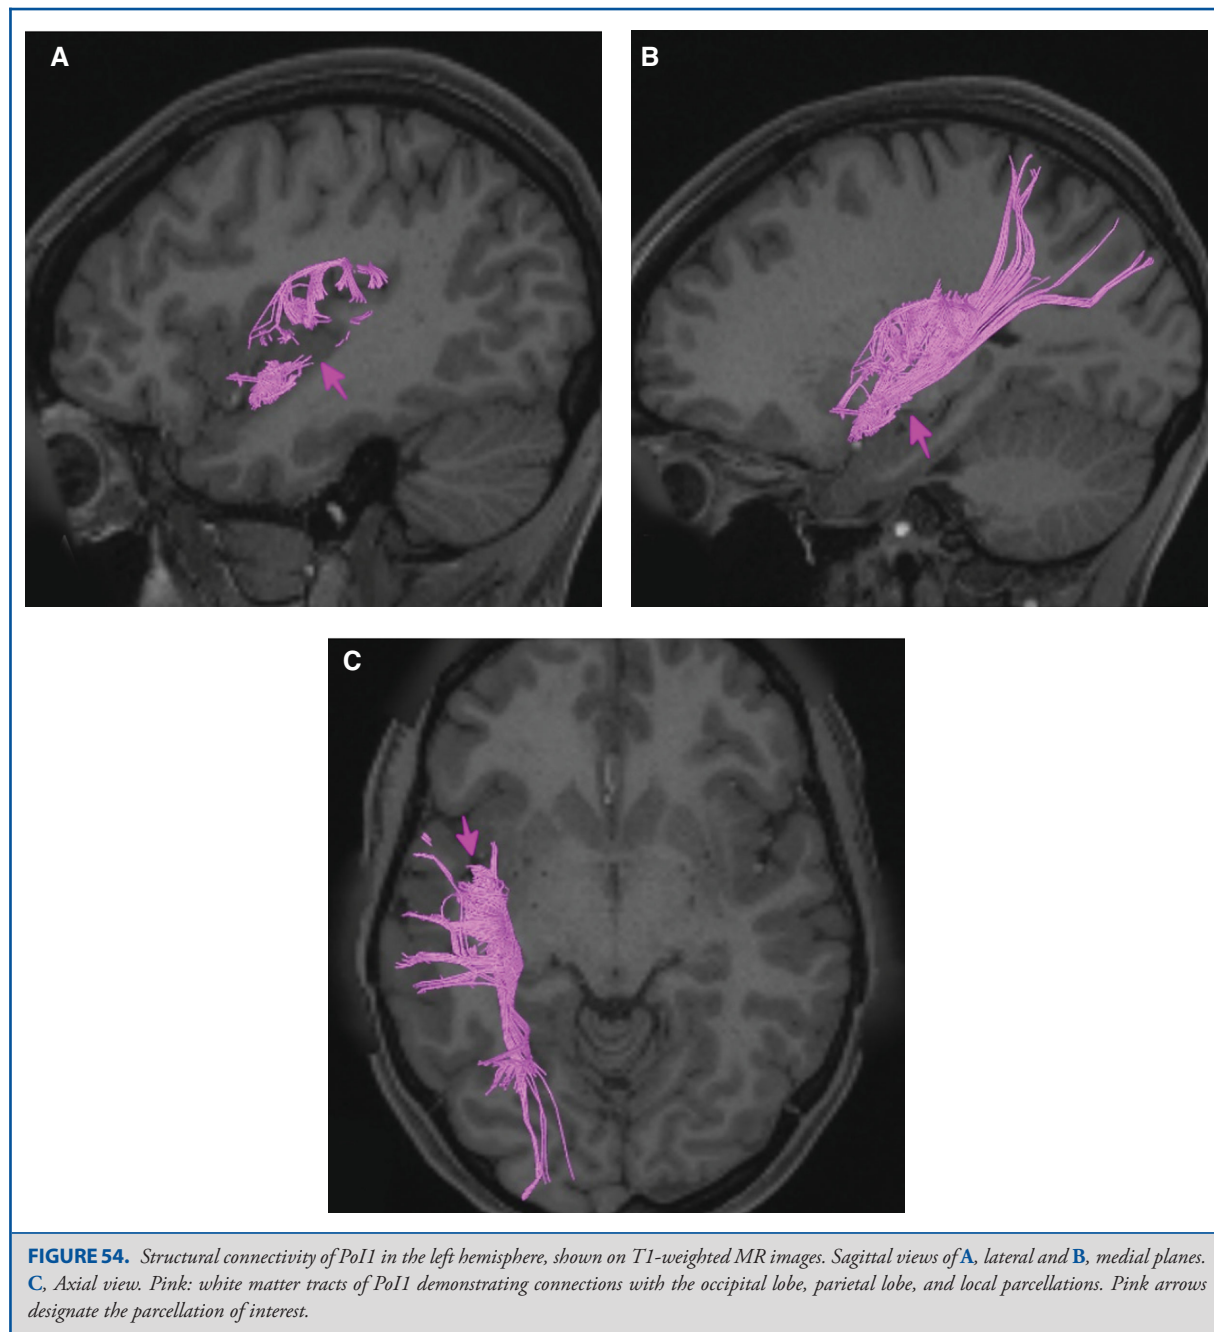 A
B
C
FIGURE 54. Structural connectivity of PoI1 in the left hemisphere, shown on T1-weighted MR images. Sagittal views of A, lateral and B, medial planes.
C, Axial view. Pink: white matter tracts of PoI1 demonstrating connections with the occipital lobe, parietal lobe, and local parcellations. Pink arrows
designate the parcellation of interest.